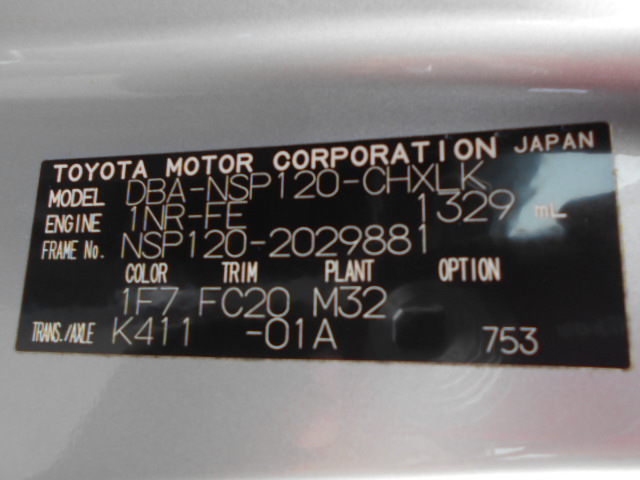 TOYOTA MOTOR CORPORATION JAPAN
MODEL DBA-NSP120-CHXLK
ENGINE 1NR-FE 1329 mL
FRAME No. NSP120-2029881
COLOR TRIM PLANT OPTION
1F7 FC20 M32
TRANS./AXLE K411 -01A 753